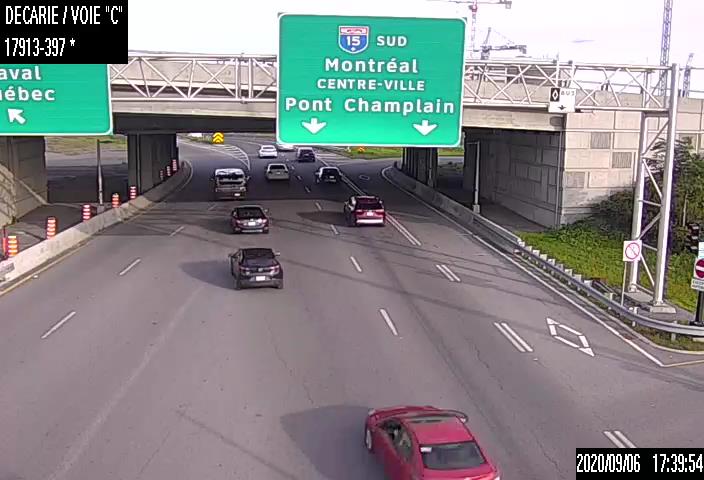 DECARIE / VOIE "C"
17913-397 *
aval
ébec
15 SUD
Montréal
CENTRE-VILLE
Pont Champlain
BUS
2020/09/06 17:39:54